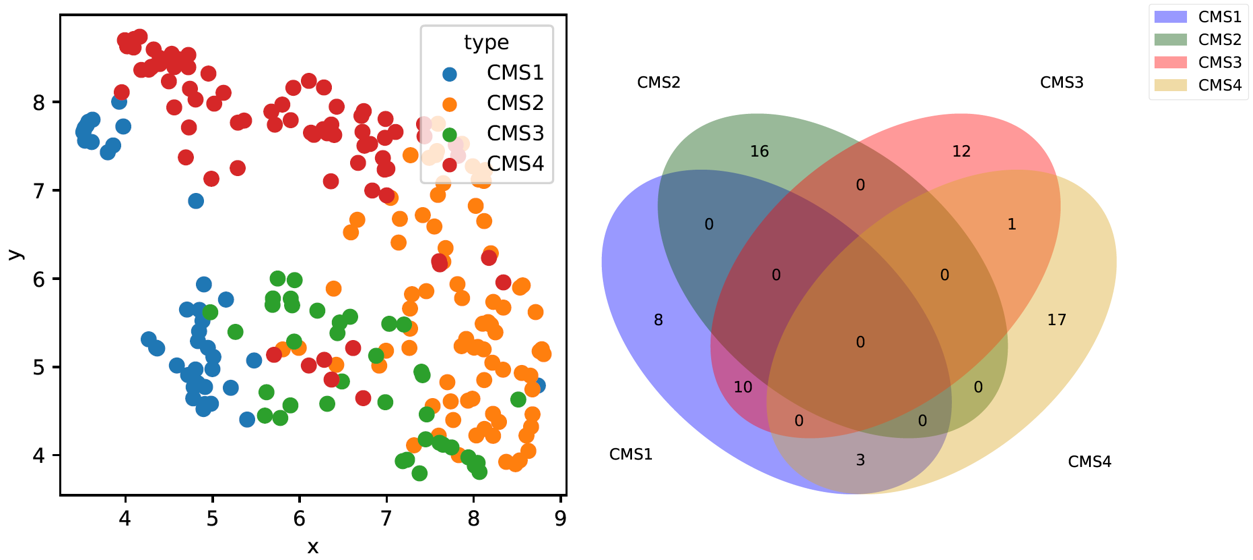 type
CMS1
CMS2
CMS3
CMS4
8
7
6
5
4
y
4 5 6 7 8 9
x
CMS1
CMS2
CMS3
CMS4
CMS2 CMS3
16 12
0
0 1
0 0
8 17
0
10 0
0 0
3
CMS1 CMS4